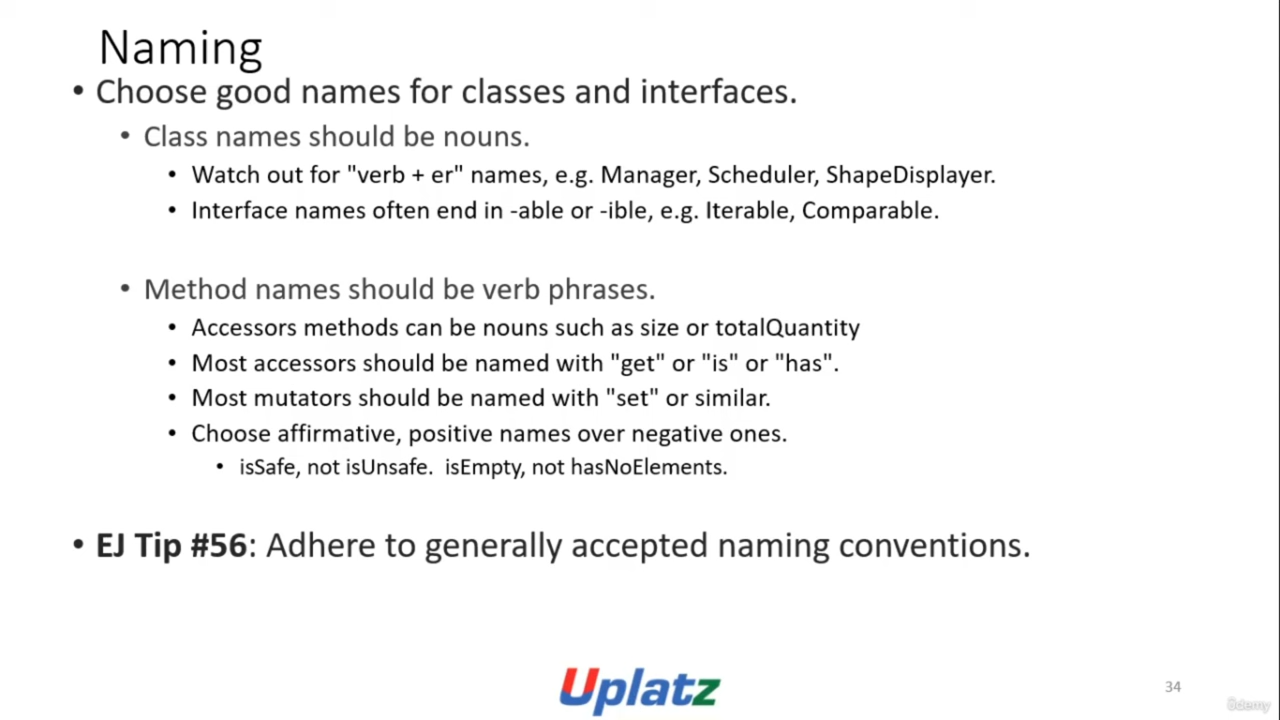 Naming
• Choose good names for classes and interfaces.
• Class names should be nouns.
• Watch out for "verb + er" names, e.g. Manager, Scheduler, ShapeDisplayer.
• Interface names often end in -able or -ible, e.g. Iterable, Comparable.
• Method names should be verb phrases.
• Accessors methods can be nouns such as size or totalQuantity
• Most accessors should be named with "get" or "is" or "has".
• Most mutators should be named with "set" or similar.
• Choose affirmative, positive names over negative ones.
• isSafe, not isUnsafe.  isEmpty, not hasNoElements.
• EJ Tip #56: Adhere to generally accepted naming conventions.
Uplatz
34
ûdemy